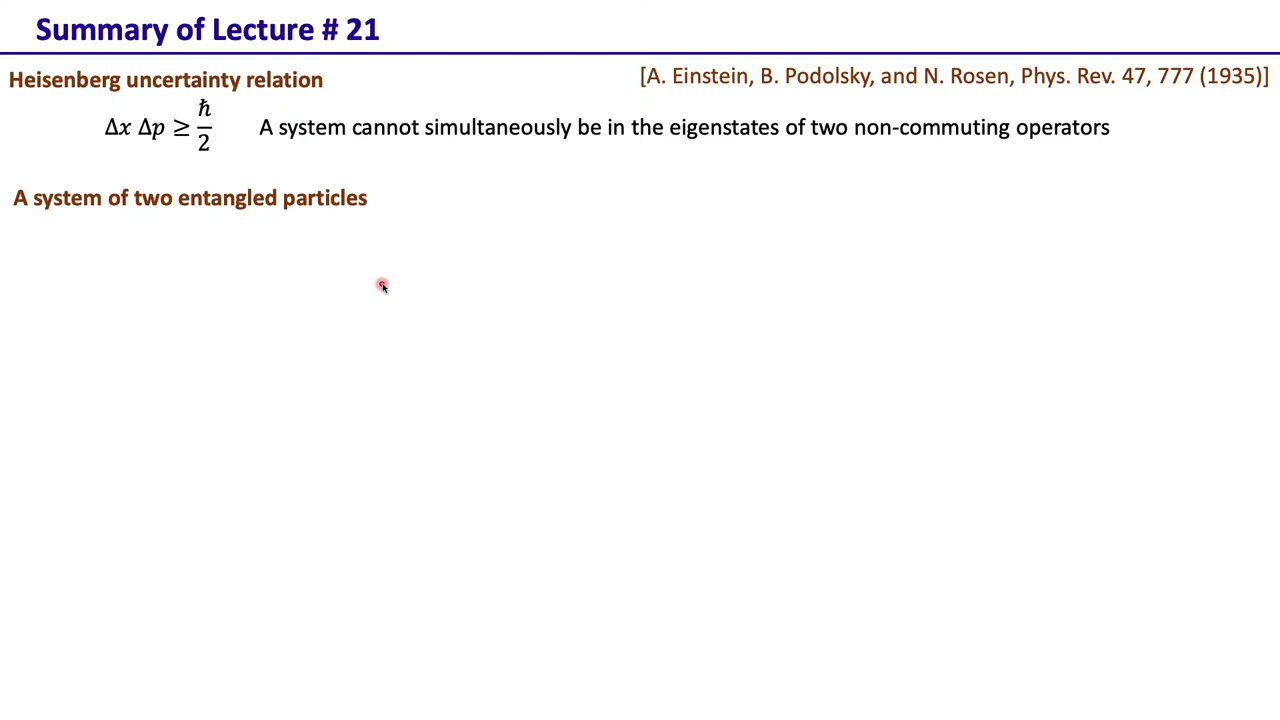 Summary of Lecture # 21
Heisenberg uncertainty relation
[A. Einstein, B. Podolsky, and N. Rosen, Phys. Rev. 47, 777 (1935)]
Δx Δp ≥ ℏ/2 A system cannot simultaneously be in the eigenstates of two non-commuting operators
A system of two entangled particles